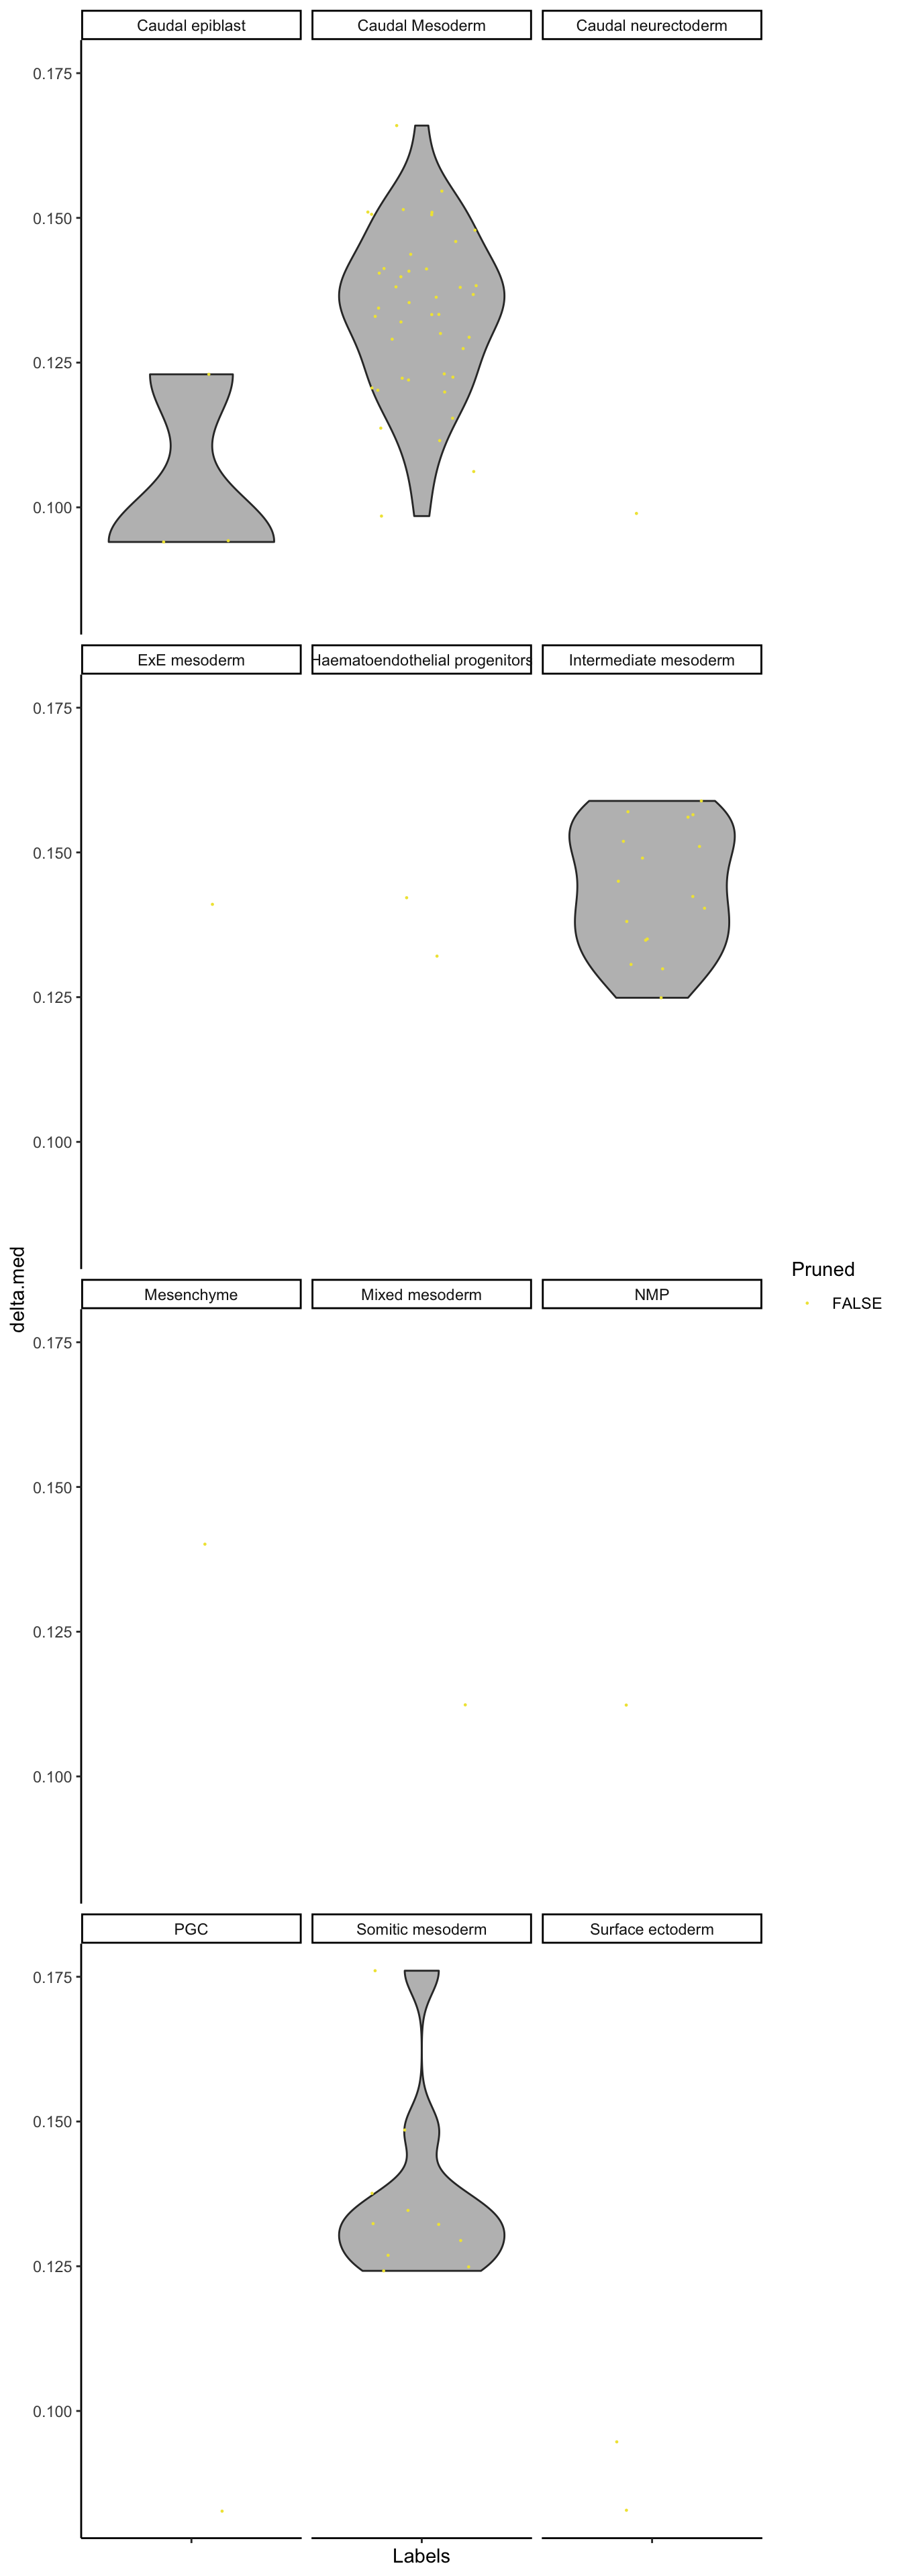 Caudal epiblast
Caudal Mesoderm
Caudal neurectoderm
0.175
0.150
0.125
0.100
ExE mesoderm
Haematoendothelial progenitors
Intermediate mesoderm
0.175
0.150
0.125
0.100
delta.med
Mesenchyme
Mixed mesoderm
NMP
0.175
0.150
0.125
0.100
Pruned
FALSE
PGC
Somitic mesoderm
Surface ectoderm
0.175
0.150
0.125
0.100
Labels